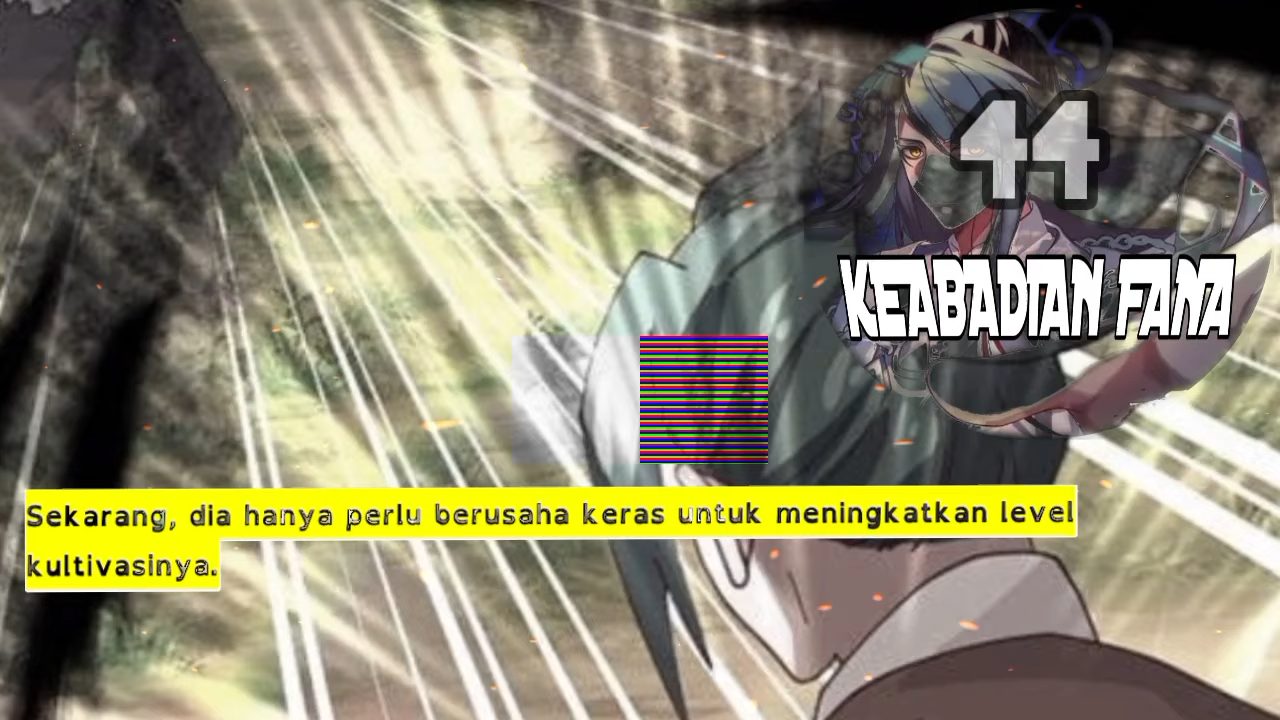 44
KEABADIAN FANA
Sekarang, dia hanya perlu berusaha keras untuk meningkatkan level
kultivasinya.